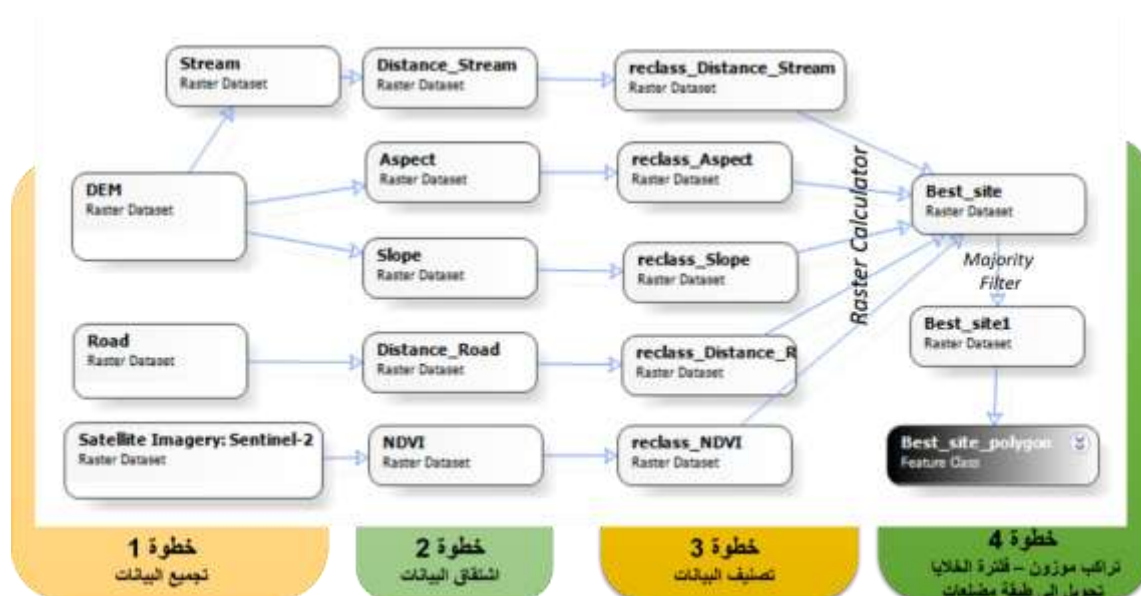 Stream
Raster Dataset
Distance_Stream
Raster Dataset
reclass_Distance_Stream
Raster Dataset
DEM
Raster Dataset
Aspect
Raster Dataset
reclass_Aspect
Raster Dataset
Raster Calculator
Best_site
Raster Dataset
Slope
Raster Dataset
reclass_Slope
Raster Dataset
Majority
Filter
Road
Raster Dataset
Distance_Road
Raster Dataset
reclass_Distance_R
Raster Dataset
Best_site1
Raster Dataset
Satellite Imagery: Sentinel-2
Raster Dataset
NDVI
Raster Dataset
reclass_NDVI
Raster Dataset
Best_site_polygon
Feature Class
خطوة 1
تجميع البيانات
خطوة 2
اشتقاق البيانات
خطوة 3
تصنيف البيانات
خطوة 4
تراكب موزون – فلترة الخلايا
تحويل إلى طبقة مضلعات